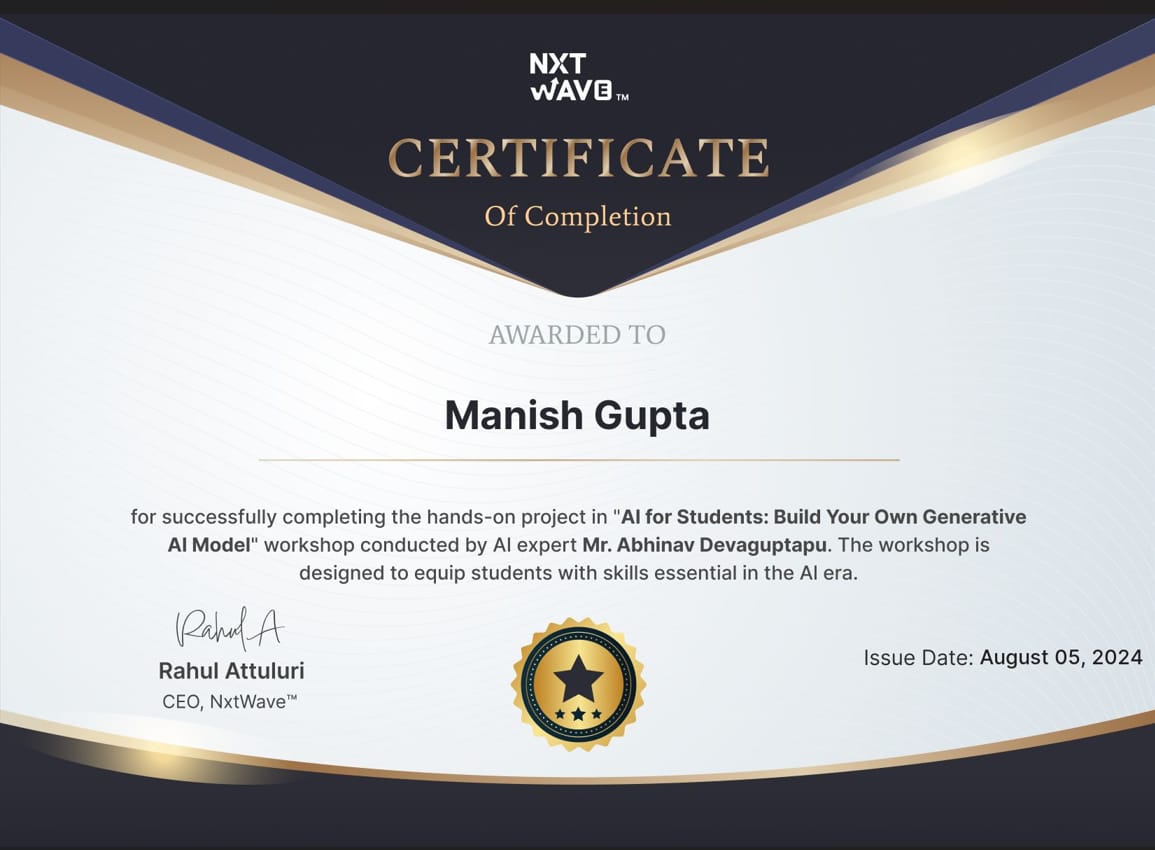 NXT
WAVE™
CERTIFICATE
Of Completion
AWARDED TO
Manish Gupta
for successfully completing the hands-on project in "AI for Students: Build Your Own Generative
AI Model" workshop conducted by AI expert Mr. Abhinav Devaguptapu. The workshop is
designed to equip students with skills essential in the AI era.
Rahul A
Rahul Attuluri
CEO, NxtWave™
Issue Date: August 05, 2024